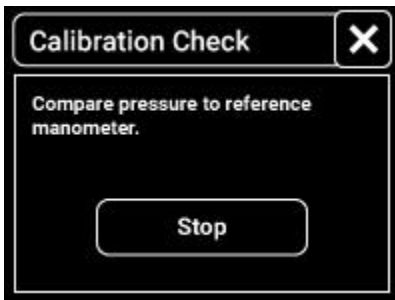 Calibration Check
Compare pressure to reference
manometer.
Stop